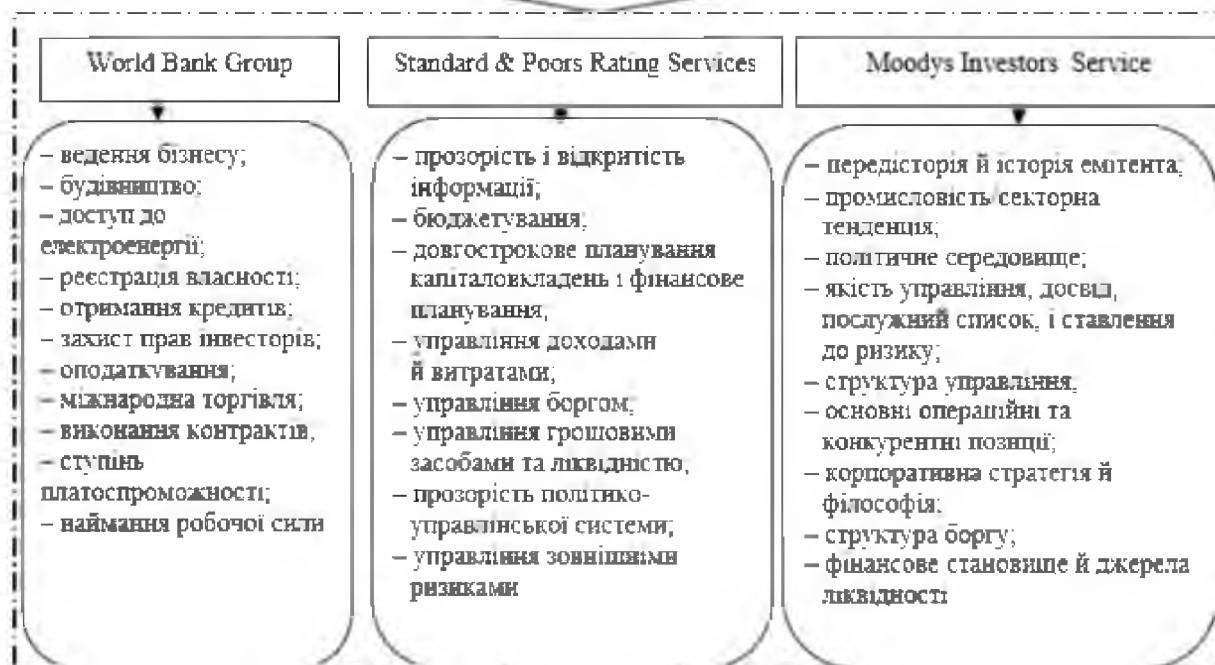 World Bank Group
– ведення бізнесу;
– будівництво;
– доступ до
електроенергії;
– реєстрація власності;
– отримання кредитів;
– захист прав інвесторів;
– оподаткування;
– міжнародна торгівля;
– виконання контрактів,
– ступінь
платоспроможності;
– наймання робочої сили
Standard & Poors Rating Services
– прозорість і відкритість
інформації;
– бюджетування;
– довгострокове планування
капіталовкладень і фінансове
планування;
– управління доходами
й витратами;
– управління боргом;
– управління грошовими
засобами та ліквідністю;
– прозорість політико-
управлінської системи;
– управління зовнішніми
ризиками
Moodys Investors Service
– передісторія й історія емітента;
– промисловість/секторна
тенденція;
– політичне середовище;
– якість управління, досвід,
послужний список, і ставлення
до ризику;
– структура управління;
– основні операційні та
конкурентні позиції;
– корпоративна стратегія й
філософія;
– структура боргу;
– фінансове становище й джерела
ліквідності